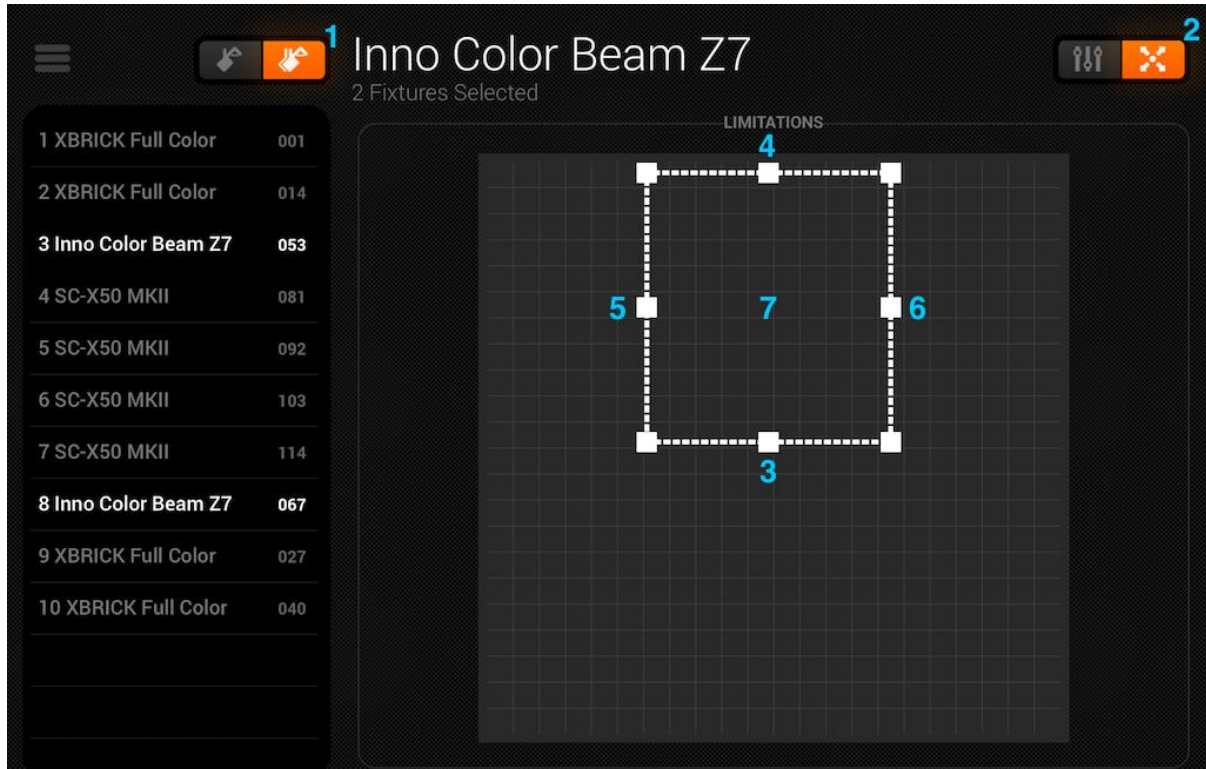 1
Inno Color Beam Z7
2
2 Fixtures Selected
1 XBRICK Full Color 001
2 XBRICK Full Color 014
3 Inno Color Beam Z7 053
4 SC-X50 MKII 081
5 SC-X50 MKII 092
6 SC-X50 MKII 103
7 SC-X50 MKII 114
8 Inno Color Beam Z7 067
9 XBRICK Full Color 027
10 XBRICK Full Color 040
LIMITATIONS
4
5 7 6
3